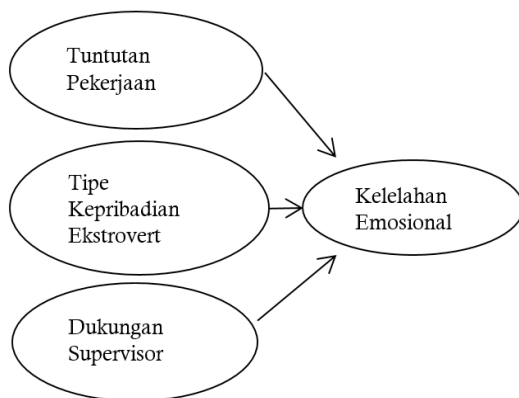 Tuntutan
Pekerjaan
Tipe
Kepribadian
Ekstrovert
Kelelahan
Emosional
Dukungan
Supervisor